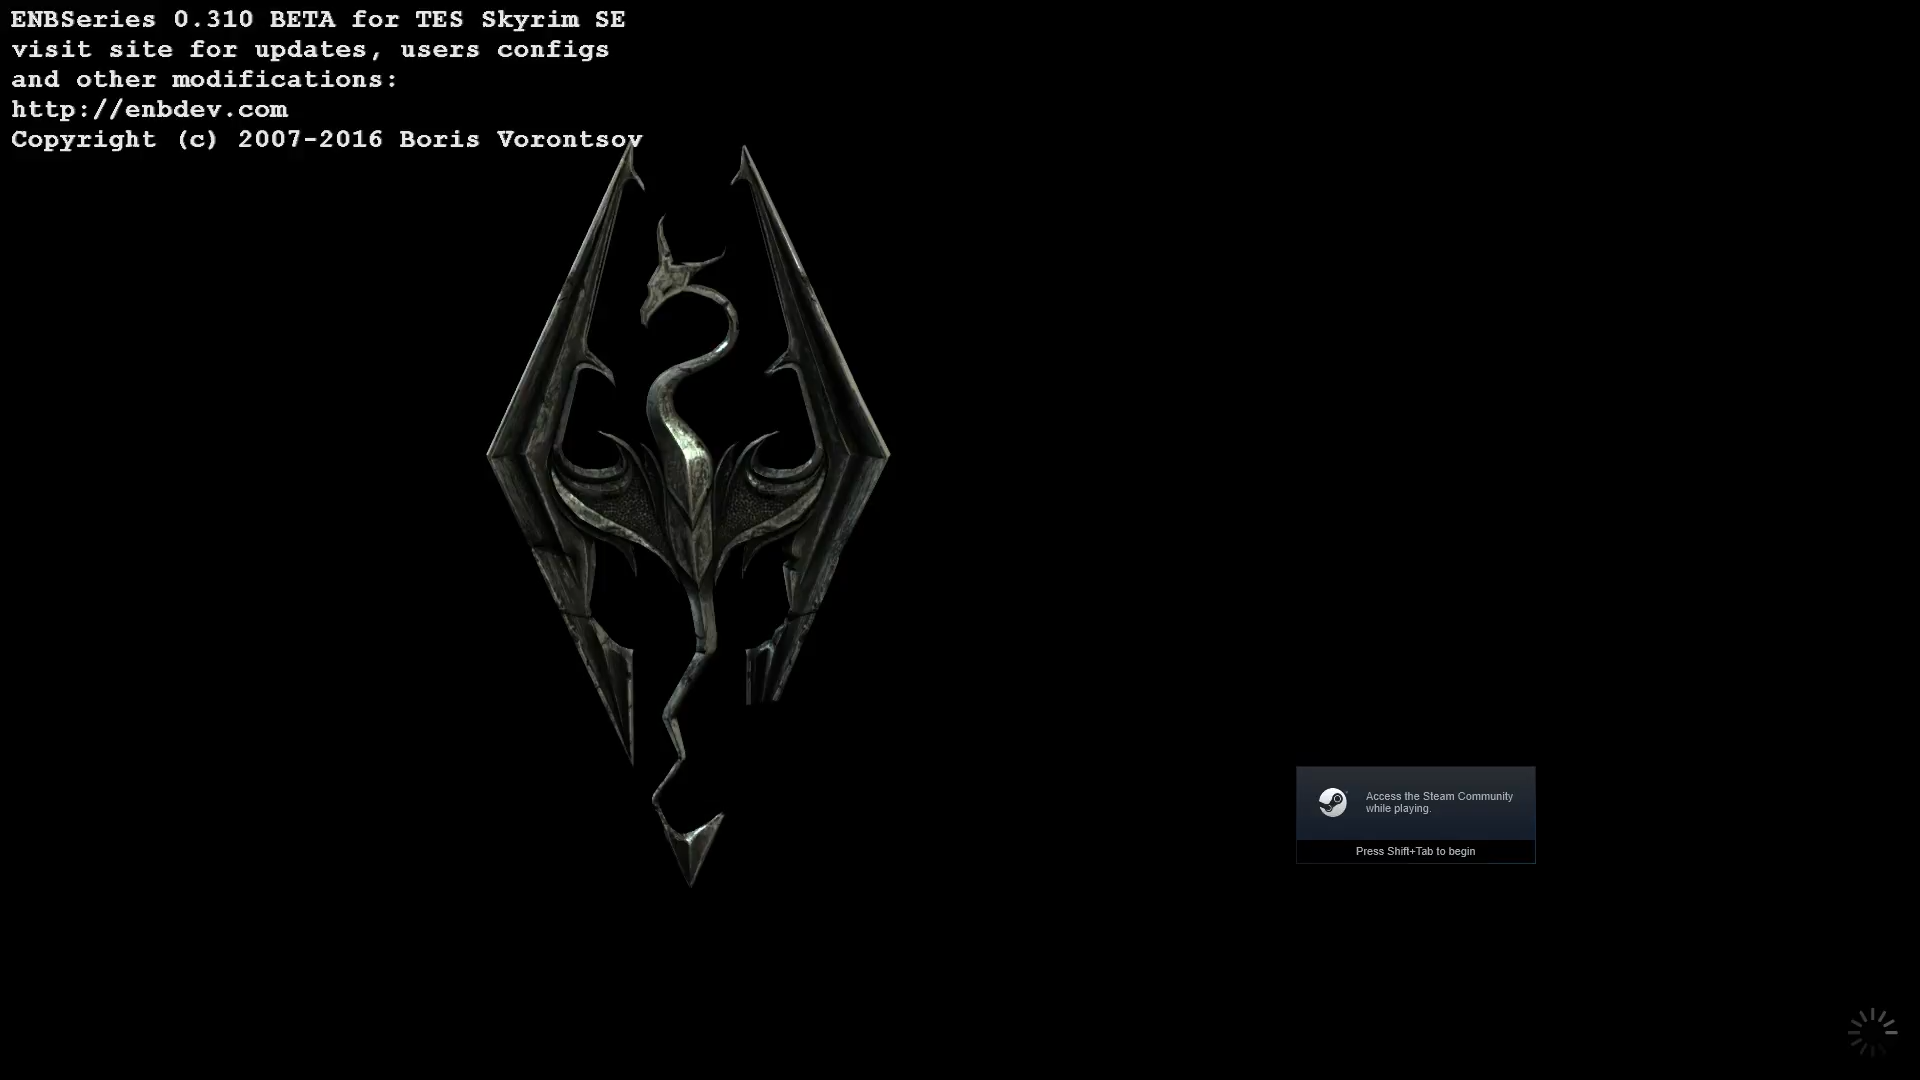 ENBSeries 0.310 BETA for TES Skyrim SE
visit site for updates, users configs
and other modifications:
http://enbdev.com
Copyright (c) 2007-2016 Boris Vorontsov
Access the Steam Community
while playing.
Press Shift+Tab to begin